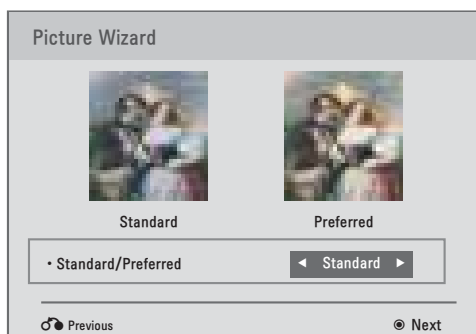 Picture Wizard
Standard Preferred
• Standard/Preferred ◄ Standard ►
Previous ◉ Next